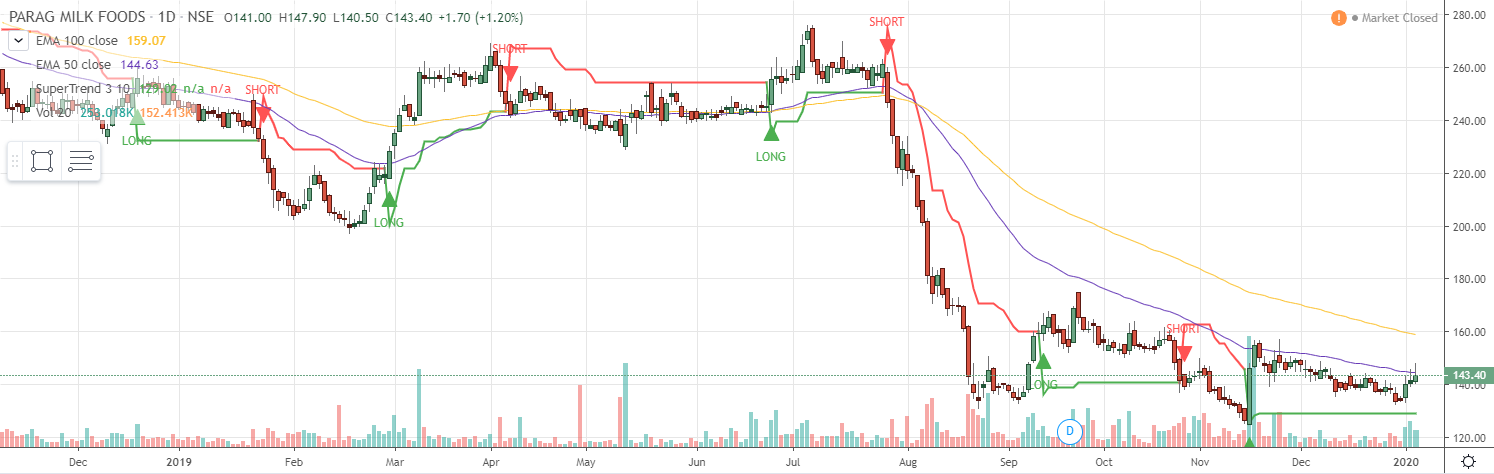 PARAG MILK FOODS · 1D · NSE O141.00 H147.90 L140.50 C143.40 +1.70 (+1.20%)
Market Closed
EMA 100 close 159.07
EMA 50 close 144.63
SuperTrend 3 10 129.02 n/a n/a
Vol 20 152.413K
SHORT
SHORT
SHORT
SHORT
LONG
LONG
LONG
LONG
D
280.00
260.00
240.00
220.00
200.00
180.00
160.00
143.40
140.00
120.00
Dec 2019 Feb Mar Apr May Jun Jul Aug Sep Oct Nov Dec 2020